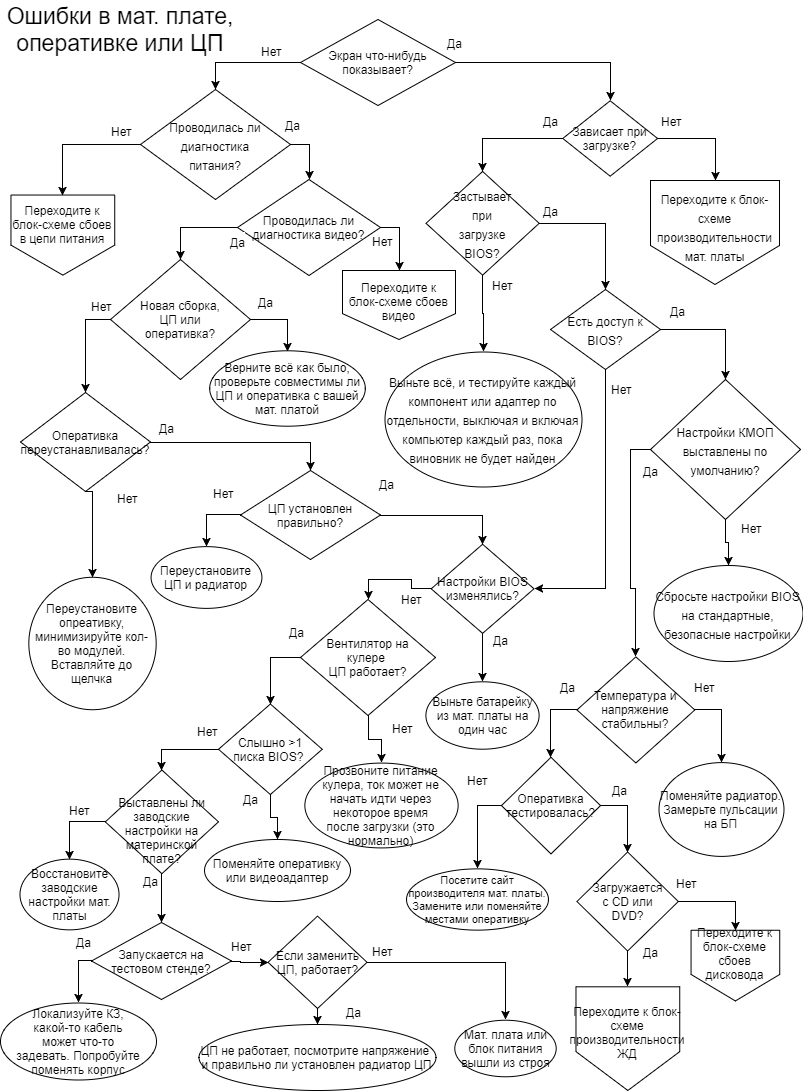 Ошибки в мат. плате,
оперативке или ЦП
Нет
Экран что-нибудь
показывает?
Да
Нет
Проводилась ли
диагностика
питания?
Да
Да
Зависает при
загрузке?
Нет
Переходите к
блок-схеме сбоев
в цепи питания
Проводилась ли
диагностика видео?
Да
Нет
Застывает
при
загрузке
BIOS?
Да
Нет
Переходите к блок-
схеме
производительности
мат. платы
Нет
Новая сборка,
ЦП или
оперативка?
Да
Переходите к
блок-схеме сбоев
видео
Есть доступ к
BIOS?
Да
Нет
Верните всё как было,
проверьте совместимы ли
ЦП и оперативка с вашей
мат. платой
Выньте всё, и тестируйте каждый
компонент или адаптер по
отдельности, выключая и включая
компьютер каждый раз, пока
виновник не будет найден
Оперативка
переустанавливалась?
Да
Нет
Настройки КМОП
выставлены по
умолчанию?
Да
Нет
Нет
ЦП установлен
правильно?
Да
Переустановите
ЦП и радиатор
Настройки BIOS
изменялись?
Нет
Да
Сбросьте настройки BIOS
на стандартные,
безопасные настройки
Переустановите
опреативку,
минимизируйте кол-
во модулей.
Вставляйте до
щелчка
Да
Вентилятор на
кулере
ЦП работает?
Нет
Выньте батарейку
из мат. платы на
один час
Да
Температура и
напряжение
стабильны?
Нет
Нет
Слышно >1
писка BIOS?
Да
Прозвоните питание
кулера, ток может не
начать идти через
некоторое время
после загрузки (это
нормально)
Нет
Оперативка
тестировалась?
Да
Поменяйте радиатор.
Замерьте пульсации
на БП
Нет
Выставлены ли
заводские
настройки на
материнской
плате?
Да
Поменяйте оперативку
или видеоадаптер
Восстановите
заводские
настройки мат.
платы
Посетите сайт
производителя мат. платы.
Замените или поменяйте
местами оперативку
Загружается
с CD или
DVD?
Нет
Да
Переходите к
блок-схеме
сбоев
дисковода
Да
Запускается на
тестовом стенде?
Нет
Если заменить
ЦП, работает?
Нет
Да
Локализуйте КЗ,
какой-то кабель
может что-то
задевать. Попробуйте
поменять корпус
ЦП не работает, посмотрите напряжение
и правильно ли установлен радиатор ЦП
Мат. плата или
блок питания
вышли из строя
Переходите к блок-
схеме
производительности
ЖД